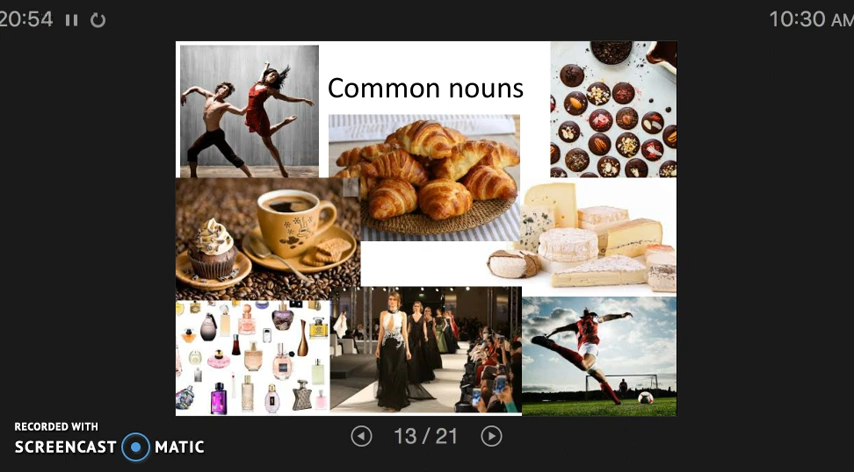 20:54
10:30 AM
Common nouns
RECORDED WITH
SCREENCAST MATIC
13 / 21